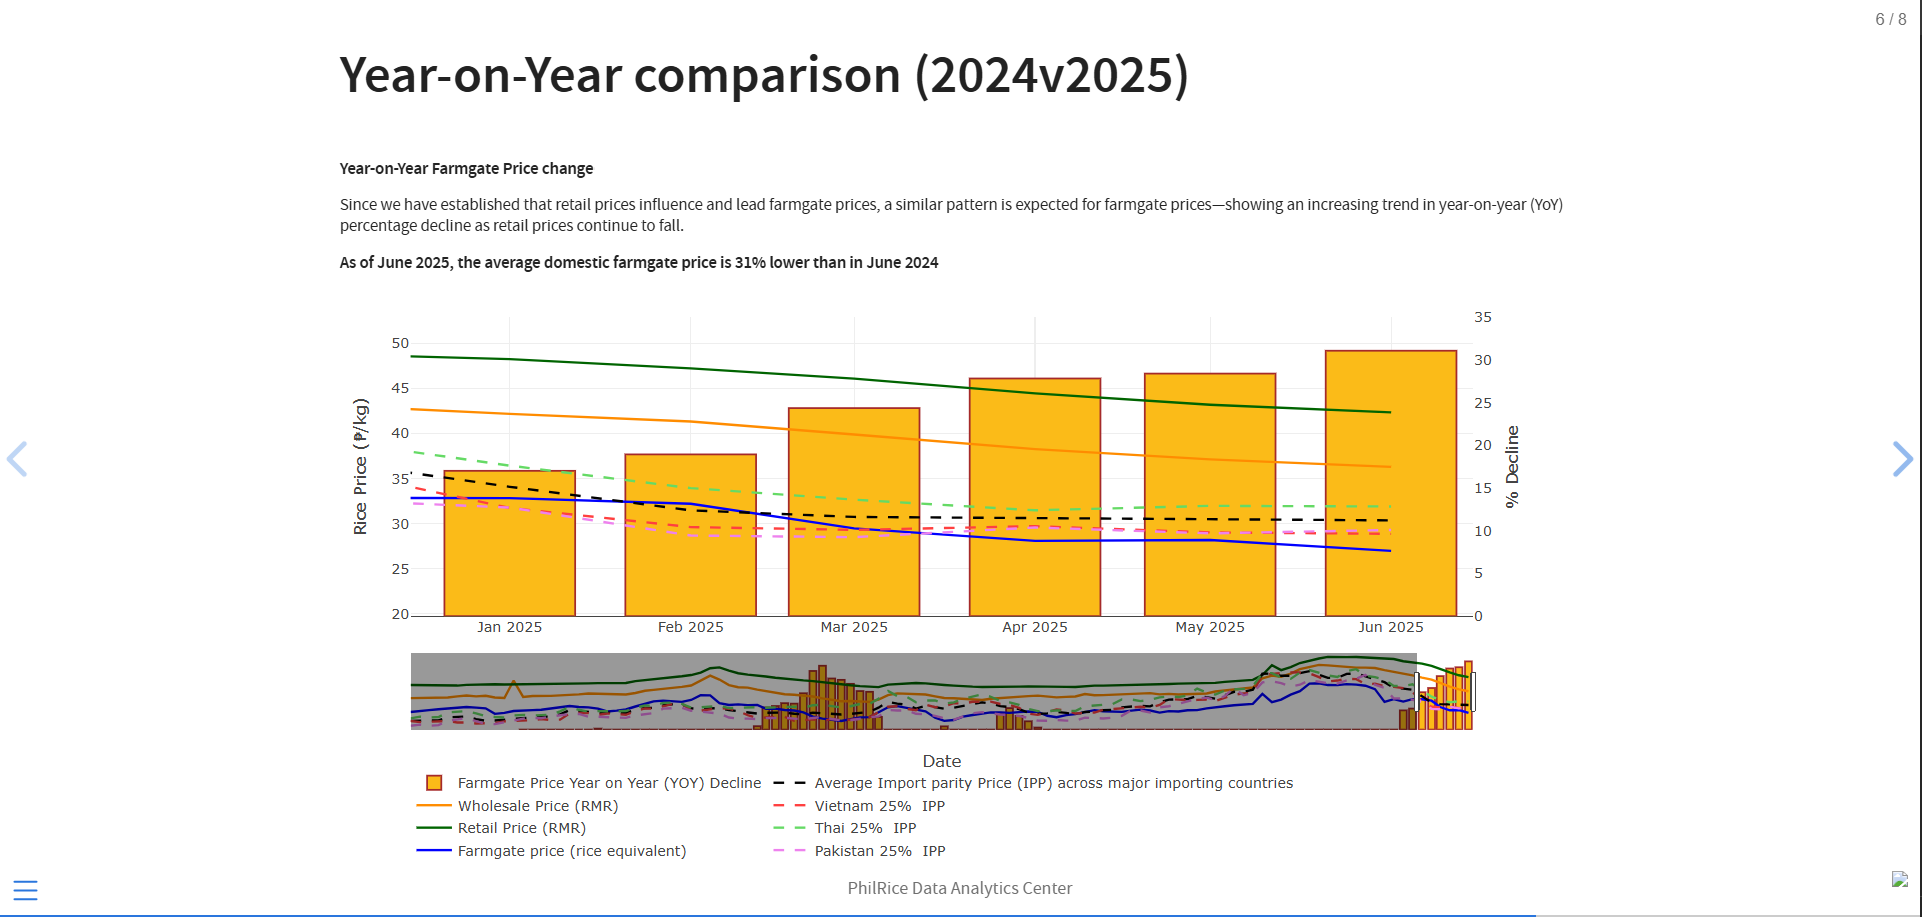 6 / 8
Year-on-Year comparison (2024v2025)
Year-on-Year Farmgate Price change
Since we have established that retail prices influence and lead farmgate prices, a similar pattern is expected for farmgate prices—showing an increasing trend in year-on-year (YoY)
percentage decline as retail prices continue to fall.
As of June 2025, the average domestic farmgate price is 31% lower than in June 2024
50
45
40
35
30
25
20
Rice Price (₱/kg)
35
30
25
20
15
10
5
0
% Decline
Jan 2025 Feb 2025 Mar 2025 Apr 2025 May 2025 Jun 2025
Date
Farmgate Price Year on Year (YOY) Decline
Wholesale Price (RMR)
Retail Price (RMR)
Farmgate price (rice equivalent)
Average Import parity Price (IPP) across major importing countries
Vietnam 25% IPP
Thai 25% IPP
Pakistan 25% IPP
PhilRice Data Analytics Center